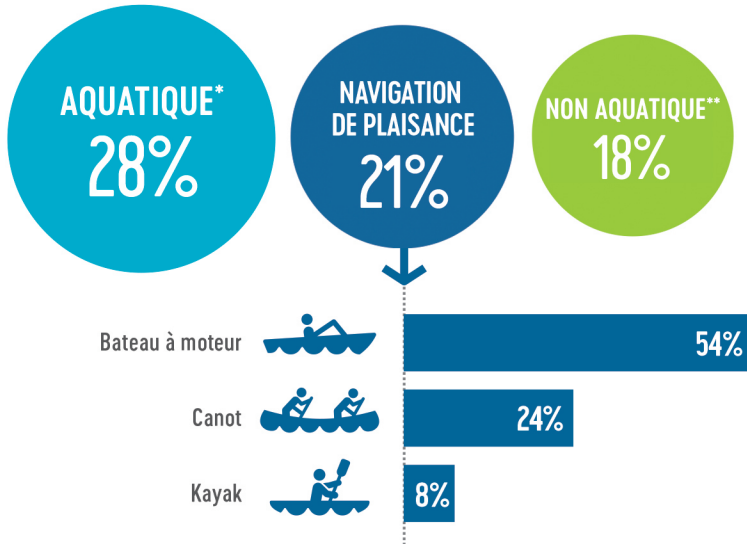 AQUATIQUE*
28%
NAVIGATION
DE PLAISANCE
21%
NON AQUATIQUE**
18%
Bateau à moteur
54%
Canot
24%
Kayak
8%